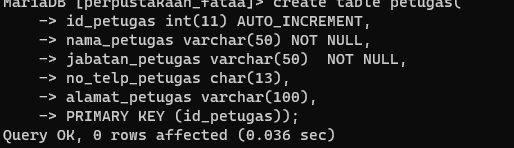 MariaDB [perpustakaan_fataa]> create table petugas(
    -> id_petugas int(11) AUTO_INCREMENT,
    -> nama_petugas varchar(50) NOT NULL,
    -> jabatan_petugas varchar(50)  NOT NULL,
    -> no_telp_petugas char(13),
    -> alamat_petugas varchar(100),
    -> PRIMARY KEY (id_petugas));
Query OK, 0 rows affected (0.036 sec)